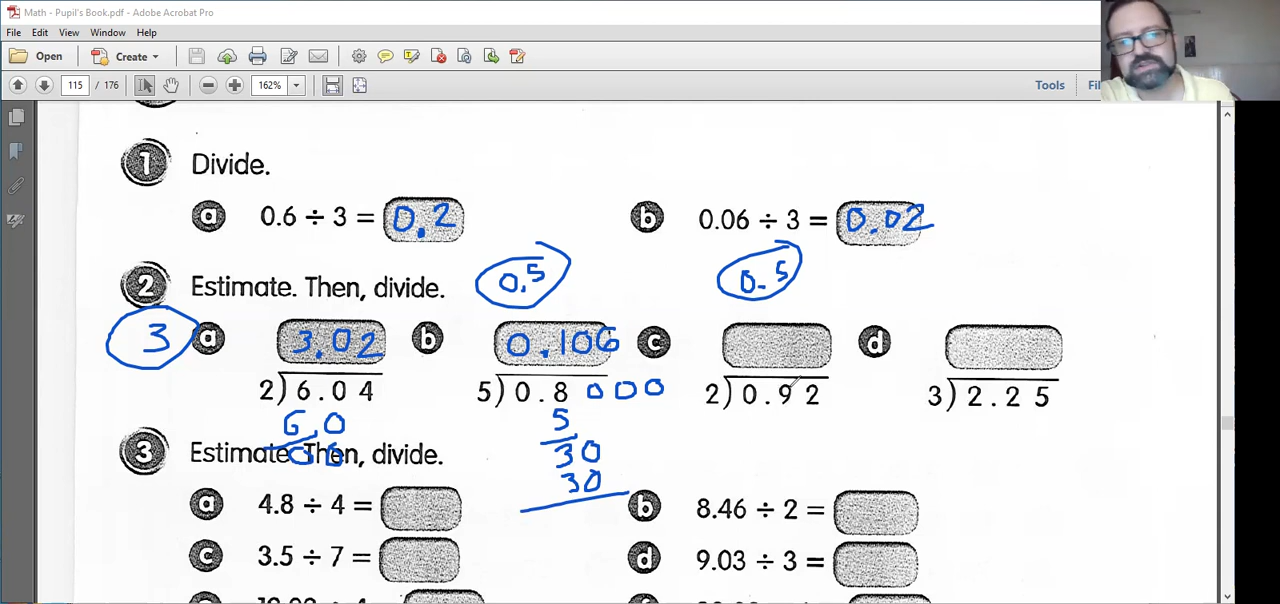 Math - Pupil's Book.pdf - Adobe Acrobat Pro
File Edit View Window Help
Open Create
115 / 176 162% Tools
1 Divide.
a 0.6 ÷ 3 = 0.2 b 0.06 ÷ 3 = 0.02
2 Estimate. Then, divide. 0.5 0.5
3 a 3.02 b 0.106 c d
2)6.04 5)0.8000 2)0.92 3)2.25
6.0 5
30
3 Estimate. Then, divide.
30
a 4.8 ÷ 4 = b 8.46 ÷ 2 =
c 3.5 ÷ 7 = d 9.03 ÷ 3 =